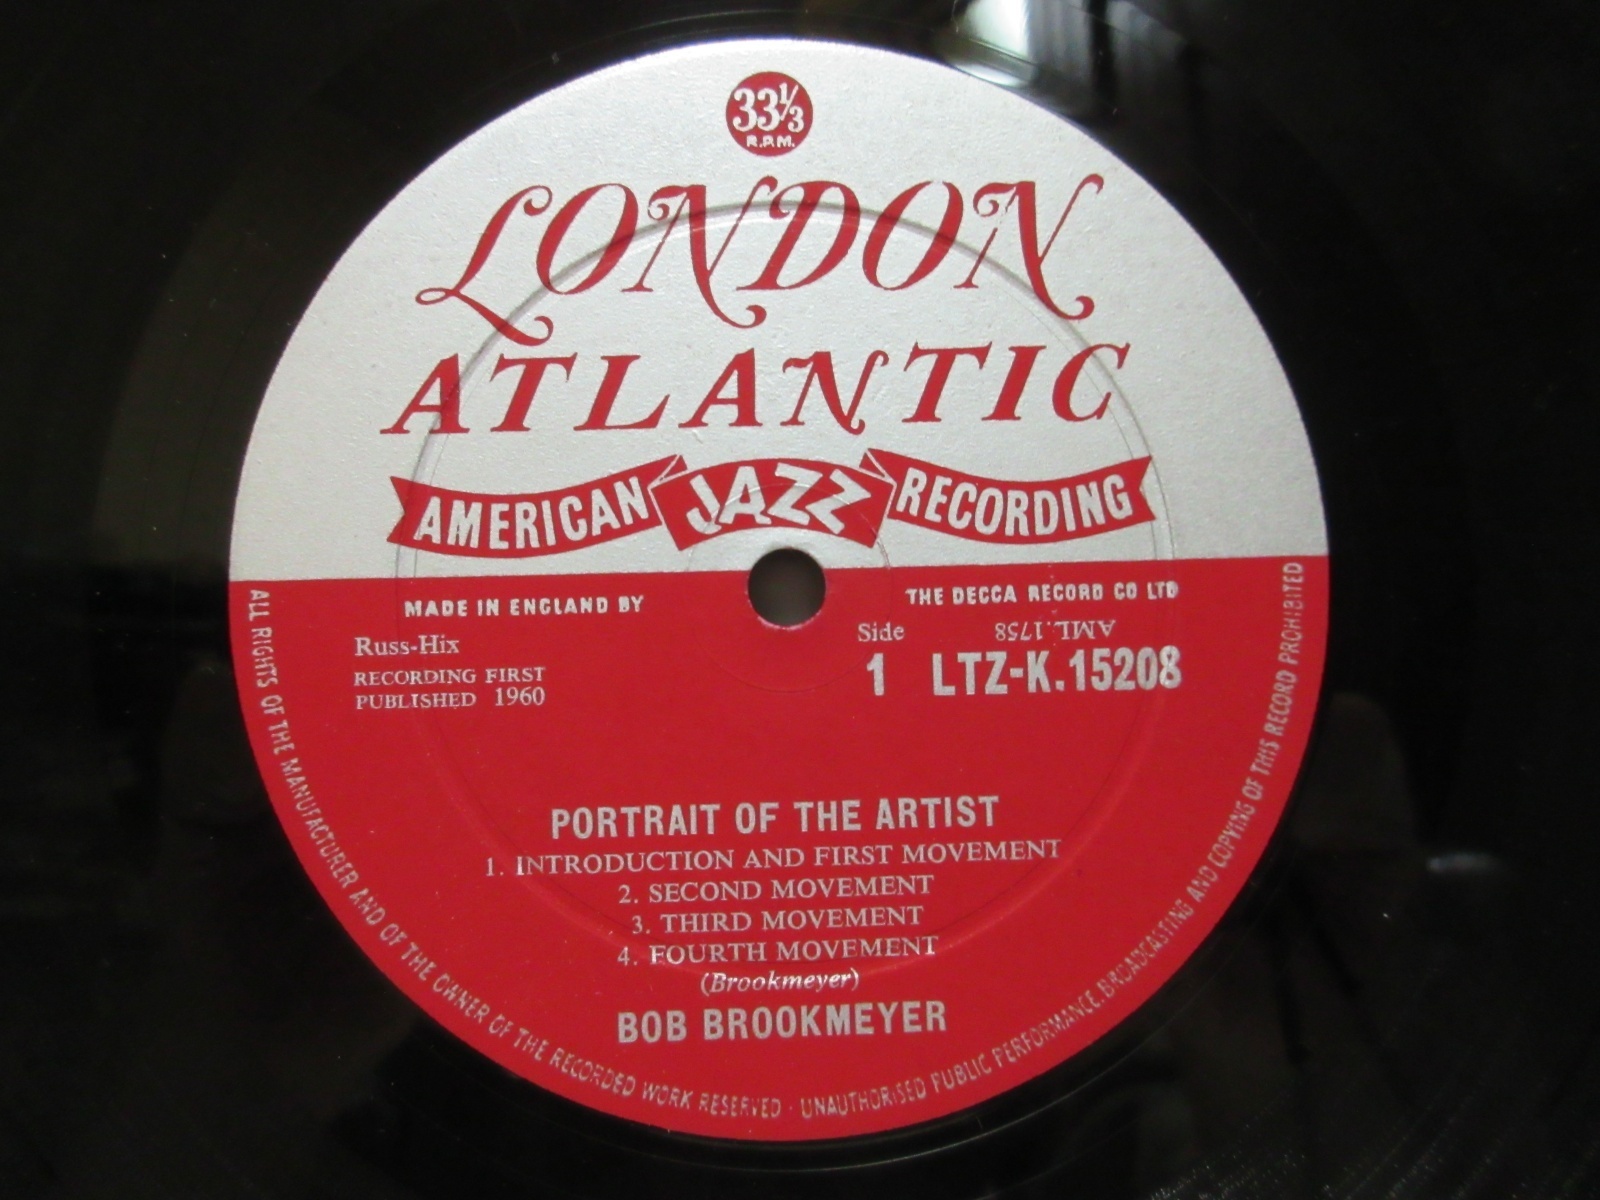 33⅓
R.P.M.
LONDON
ATLANTIC
AMERICAN JAZZ RECORDING
MADE IN ENGLAND BY THE DECCA RECORD CO LTD
Russ-Hix
RECORDING FIRST
PUBLISHED 1960
Side
1
AML.1758
LTZ-K.15208
PORTRAIT OF THE ARTIST
1. INTRODUCTION AND FIRST MOVEMENT
2. SECOND MOVEMENT
3. THIRD MOVEMENT
4. FOURTH MOVEMENT
(Brookmeyer)
BOB BROOKMEYER
ALL RIGHTS OF THE MANUFACTURER AND OF THE OWNER OF THE RECORDED WORK RESERVED · UNAUTHORISED PUBLIC PERFORMANCE, BROADCASTING AND COPYING OF THIS RECORD PROHIBITED